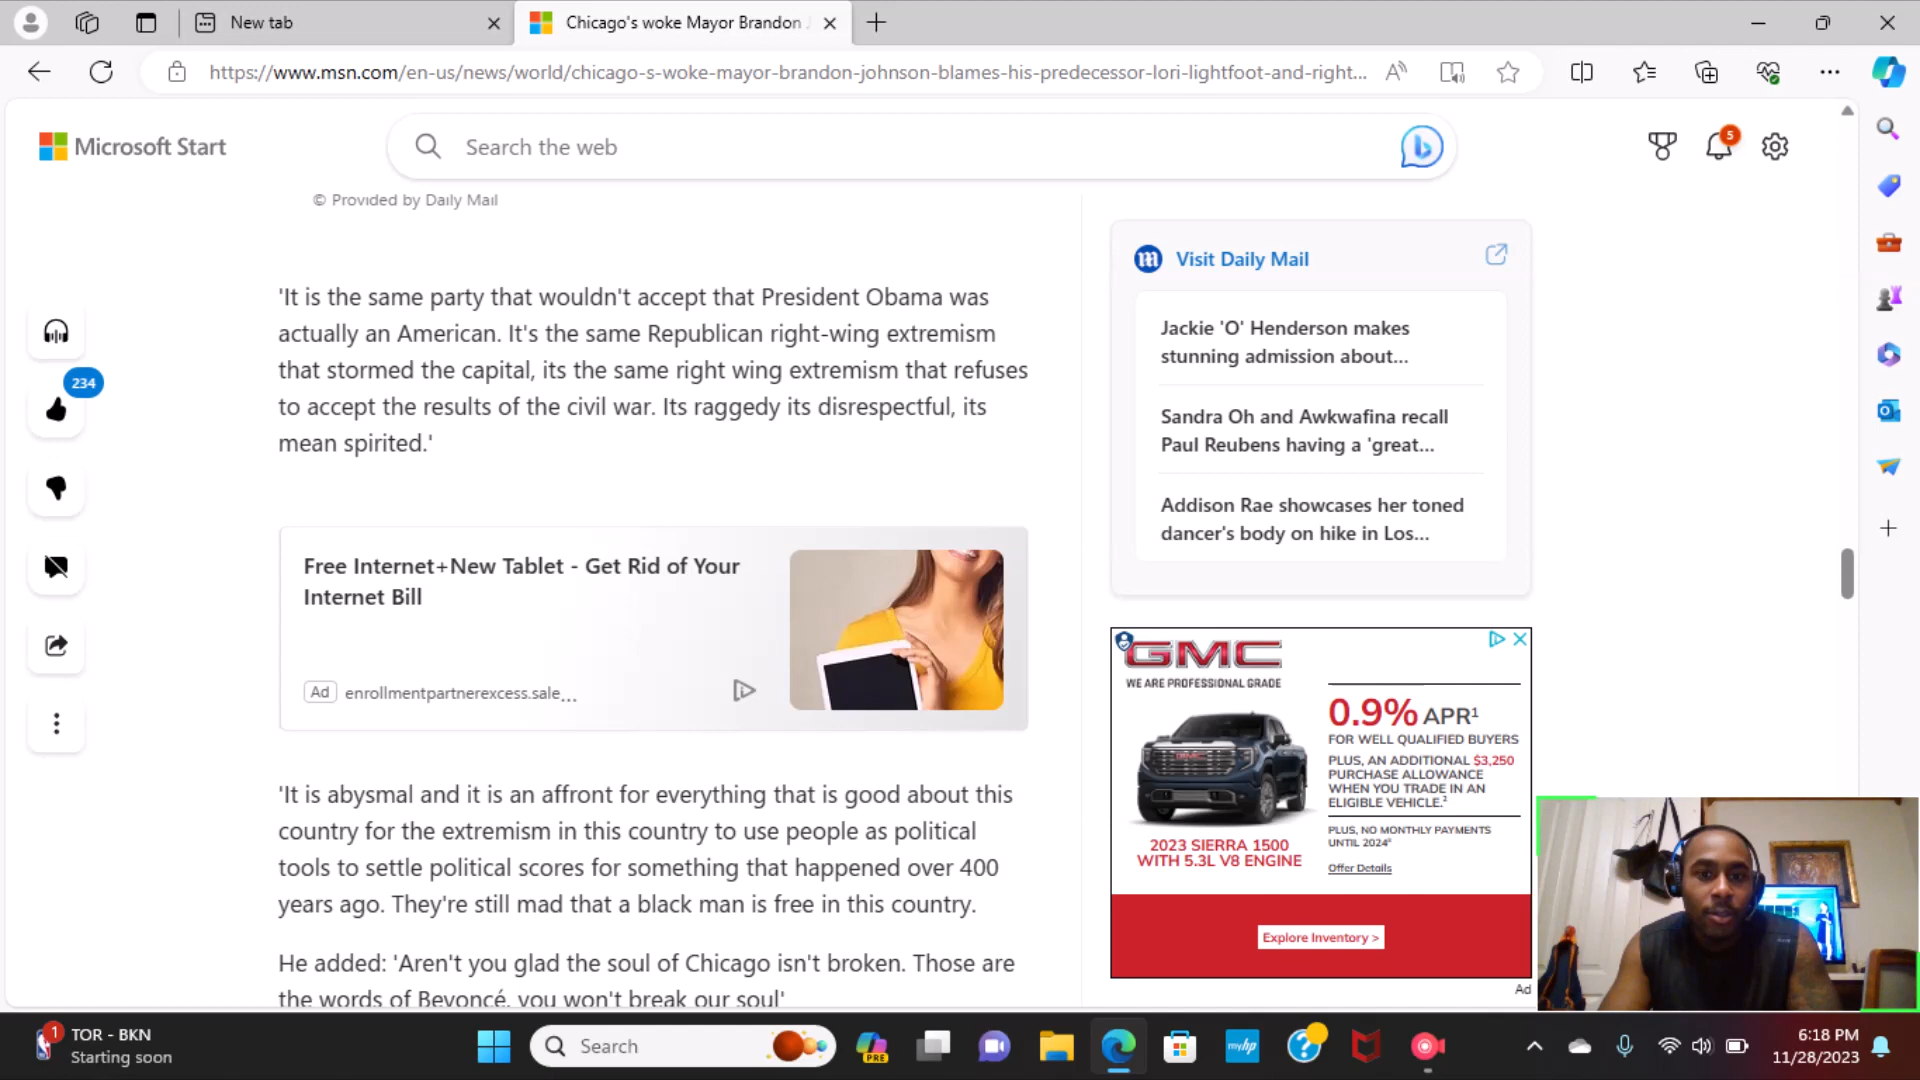 New tab
Chicago's woke Mayor Brandon J
https://www.msn.com/en-us/news/world/chicago-s-woke-mayor-brandon-johnson-blames-his-predecessor-lori-lightfoot-and-right...
Microsoft Start
Search the web
5
© Provided by Daily Mail
'It is the same party that wouldn't accept that President Obama was
actually an American. It's the same Republican right-wing extremism
that stormed the capital, its the same right wing extremism that refuses
to accept the results of the civil war. Its raggedy its disrespectful, its
mean spirited.'
234
Free Internet+New Tablet - Get Rid of Your
Internet Bill
Ad enrollmentpartnerexcess.sale...
'It is abysmal and it is an affront for everything that is good about this
country for the extremism in this country to use people as political
tools to settle political scores for something that happened over 400
years ago. They're still mad that a black man is free in this country.
He added: 'Aren't you glad the soul of Chicago isn't broken. Those are
the words of Beyoncé, you won't break our soul'
Visit Daily Mail
Jackie 'O' Henderson makes
stunning admission about...
Sandra Oh and Awkwafina recall
Paul Reubens having a 'great...
Addison Rae showcases her toned
dancer's body on hike in Los...
GMC
WE ARE PROFESSIONAL GRADE
0.9% APR¹
FOR WELL QUALIFIED BUYERS
PLUS, AN ADDITIONAL $3,250
PURCHASE ALLOWANCE
WHEN YOU TRADE IN AN
ELIGIBLE VEHICLE.²
PLUS, NO MONTHLY PAYMENTS
UNTIL 2024³
Offer Details
2023 SIERRA 1500
WITH 5.3L V8 ENGINE
Explore Inventory >
Ad
1
TOR - BKN
Starting soon
Search
PRE
myhp
6:18 PM
11/28/2023